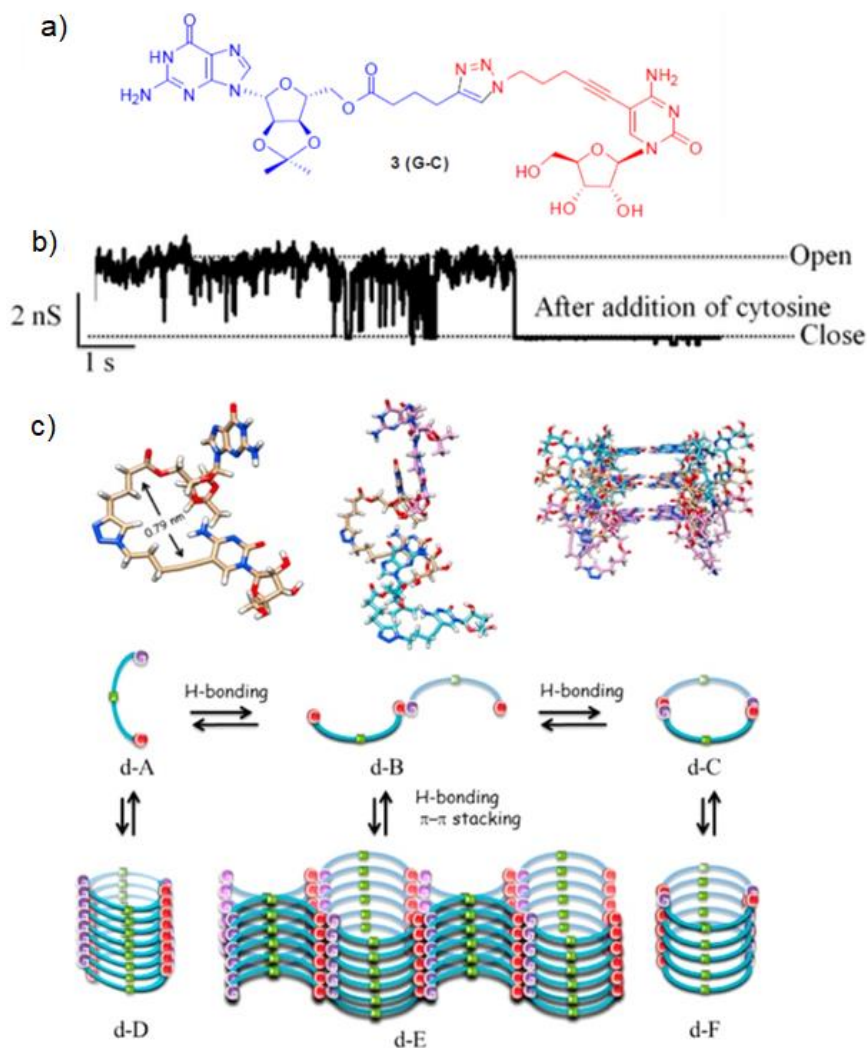 a)
O
HN
N
N
H₂N
N
N
O
O
O
O
O
N=N
N
NH₂
N
N
O
O
HO
HO
OH
3 (G-C)
b)
Open
2 nS
After addition of cytosine
Close
1 s
c)
0.79 nm
H-bonding
H-bonding
d-A
d-B
d-C
H-bonding
π–π stacking
d-D
d-E
d-F